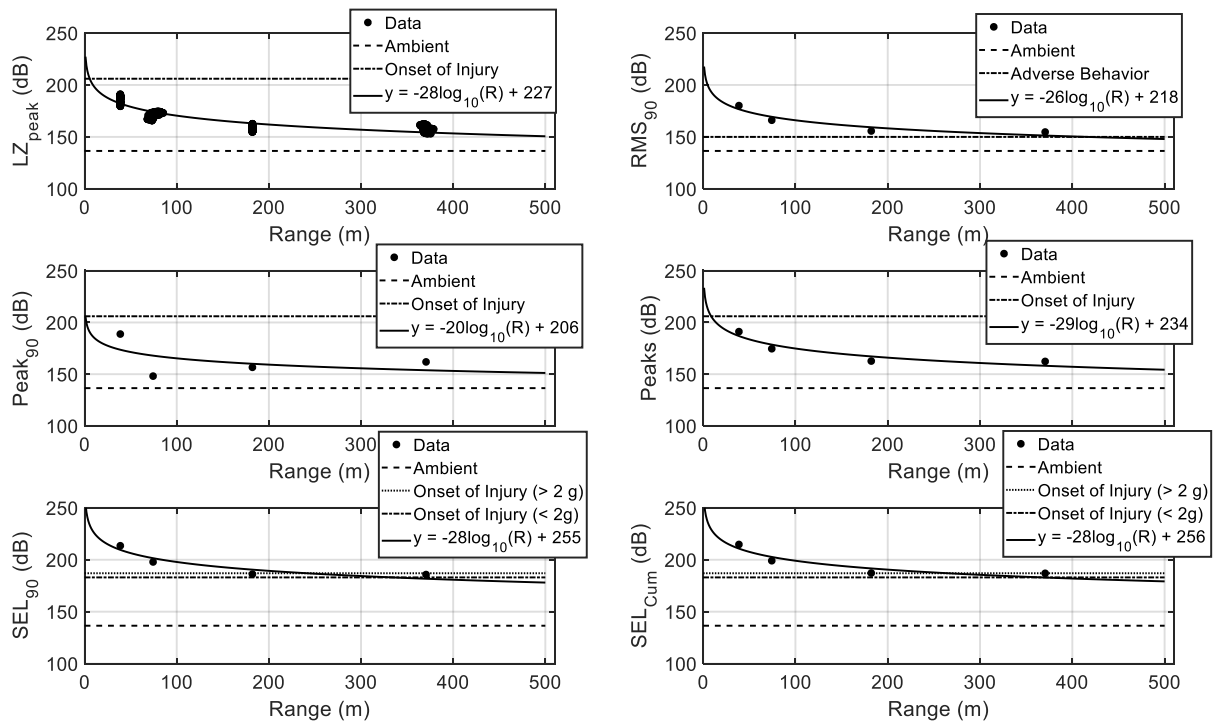 Data
Ambient
Onset of Injury
y = -28log10(R) + 227
250
200
150
100
LZpeak (dB)
0 100 200 300 400 500
Range (m)
Data
Ambient
Adverse Behavior
y = -26log10(R) + 218
250
200
150
100
RMS90 (dB)
0 100 200 300 400 500
Range (m)
Data
Ambient
Onset of Injury
y = -20log10(R) + 206
250
200
150
100
Peak90 (dB)
0 100 200 300 400 500
Range (m)
Data
Ambient
Onset of Injury
y = -29log10(R) + 234
250
200
150
100
Peaks (dB)
0 100 200 300 400 500
Range (m)
Data
Ambient
Onset of Injury (> 2 g)
Onset of Injury (< 2g)
y = -28log10(R) + 255
250
200
150
100
SEL90 (dB)
0 100 200 300 400 500
Range (m)
Data
Ambient
Onset of Injury (> 2 g)
Onset of Injury (< 2g)
y = -28log10(R) + 256
250
200
150
100
SELCum (dB)
0 100 200 300 400 500
Range (m)